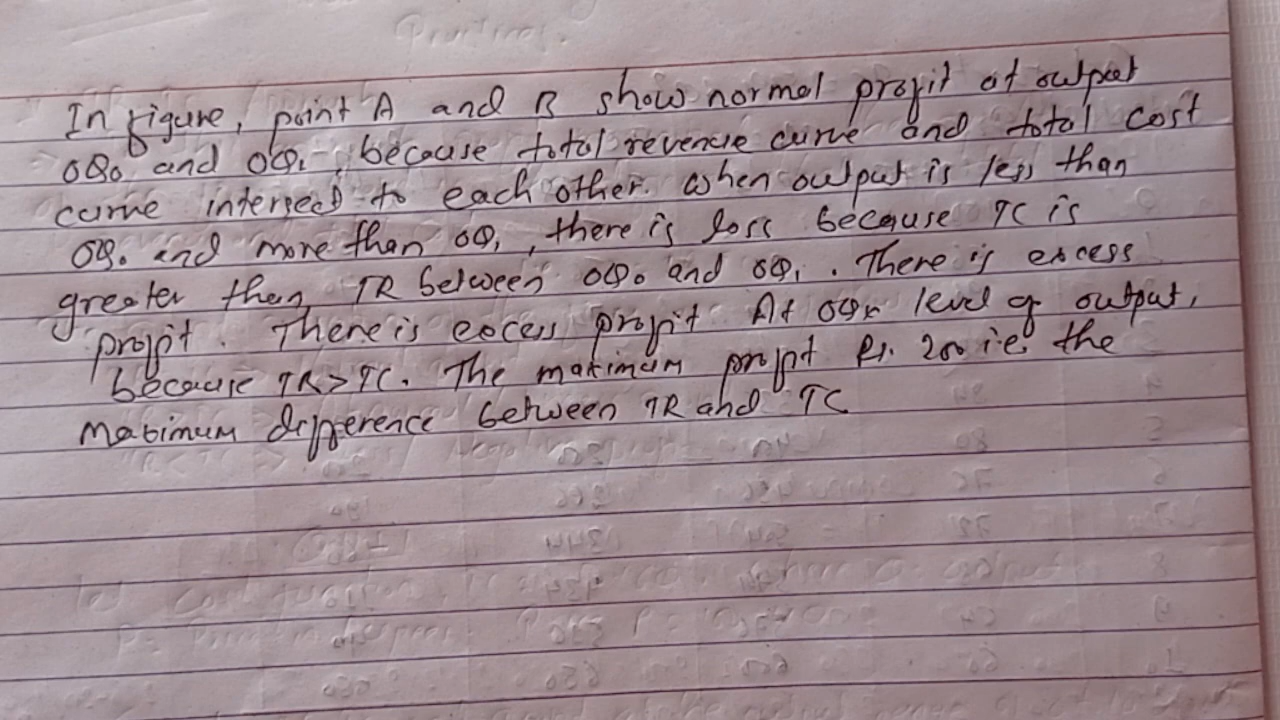 In figure, point A and B show normal profit at output
OQ₀ and OQ₁, because total revenue curve and total cost
curve intersect to each other. When output is less than
OQ₀ and more than OQ₁, there is loss because TC is
greater then TR between OQ₀ and OQ₁. There is excess
profit. There is excess profit At OQr level of output,
because TR>TC. The maximum profit Rs. 200 i.e. the
Maximum difference between TR and TC